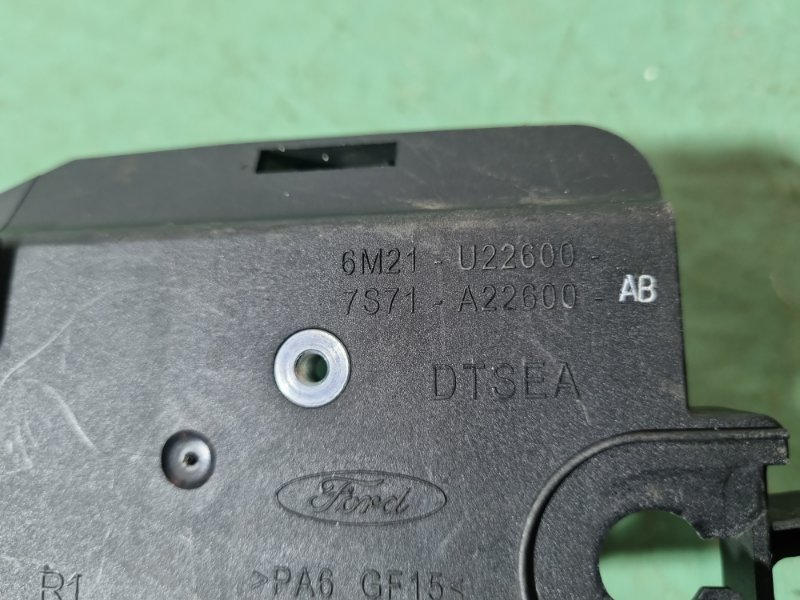 6M21 - U22600 -
7S71 - A22600 - AB
DTSEA
Ford
R1 >PA6 GF15<